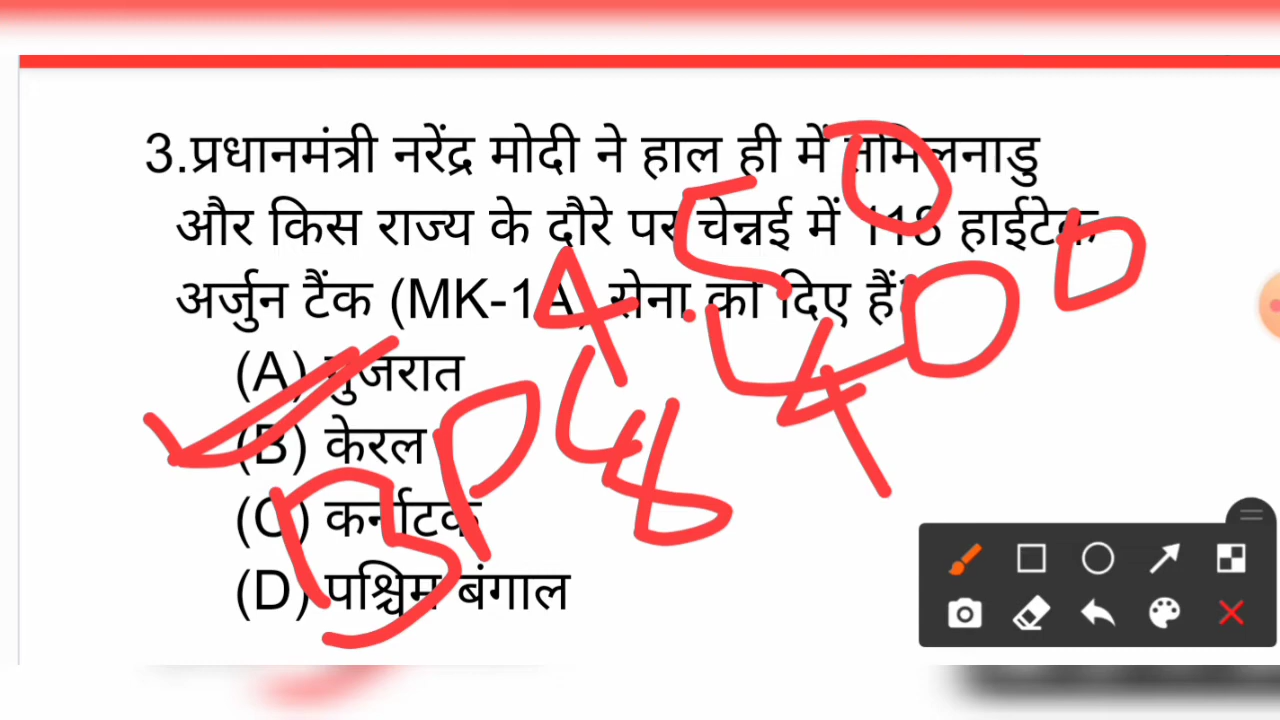 3.प्रधानमंत्री नरेंद्र मोदी ने हाल ही में तमिलनाडु
और किस राज्य के दौरे पर चेन्नई में 118 हाईटेक
अर्जुन टैंक (MK-1A) सेना को दिए हैं?
(A) गुजरात
(B) केरल
(C) कर्नाटक
(D) पश्चिम बंगाल